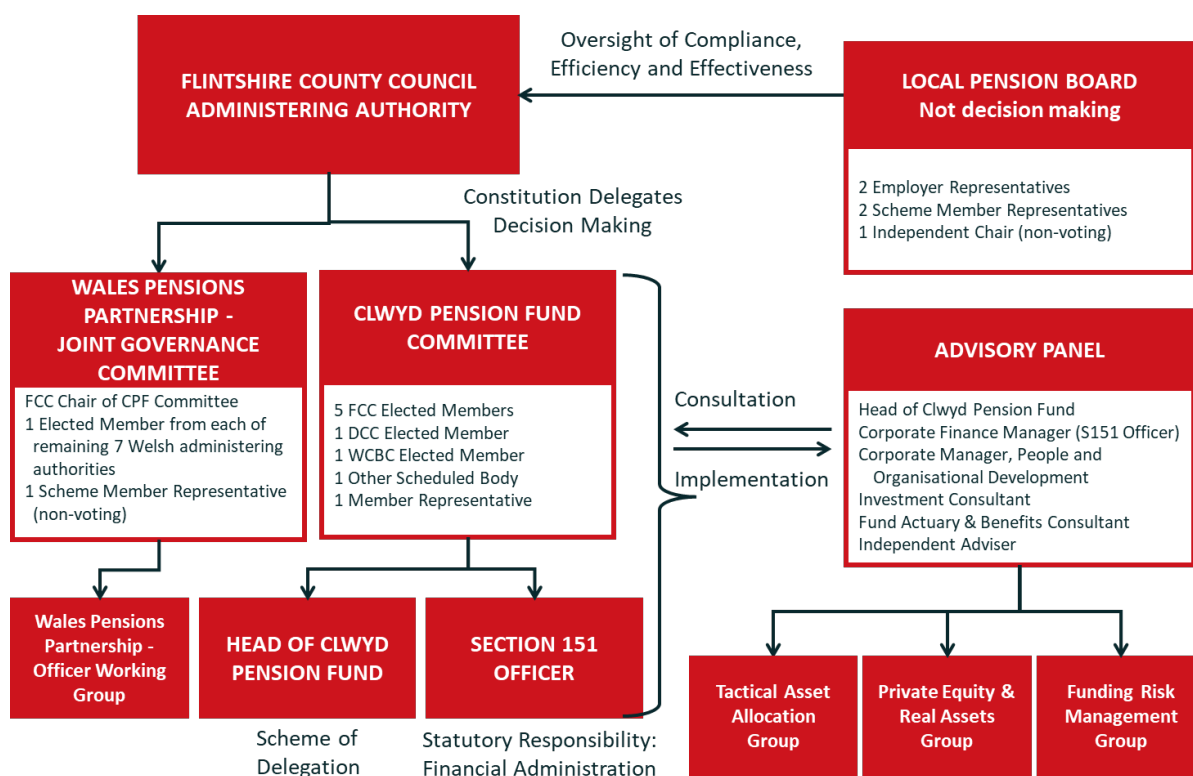 Oversight of Compliance,
Efficiency and Effectiveness
FLINTSHIRE COUNTY COUNCIL
ADMINISTERING AUTHORITY
LOCAL PENSION BOARD
Not decision making
2 Employer Representatives
2 Scheme Member Representatives
1 Independent Chair (non-voting)
Constitution Delegates
Decision Making
WALES PENSIONS
PARTNERSHIP -
JOINT GOVERNANCE
COMMITTEE
FCC Chair of CPF Committee
1 Elected Member from each of
remaining 7 Welsh administering
authorities
1 Scheme Member Representative
(non-voting)
CLWYD PENSION FUND
COMMITTEE
5 FCC Elected Members
1 DCC Elected Member
1 WCBC Elected Member
1 Other Scheduled Body
1 Member Representative
Consultation
Implementation
ADVISORY PANEL
Head of Clwyd Pension Fund
Corporate Finance Manager (S151 Officer)
Corporate Manager, People and
Organisational Development
Investment Consultant
Fund Actuary & Benefits Consultant
Independent Adviser
Wales Pensions
Partnership -
Officer Working
Group
HEAD OF CLWYD
PENSION FUND
SECTION 151
OFFICER
Scheme of
Delegation
Statutory Responsibility:
Financial Administration
Tactical Asset
Allocation
Group
Private Equity &
Real Assets
Group
Funding Risk
Management
Group